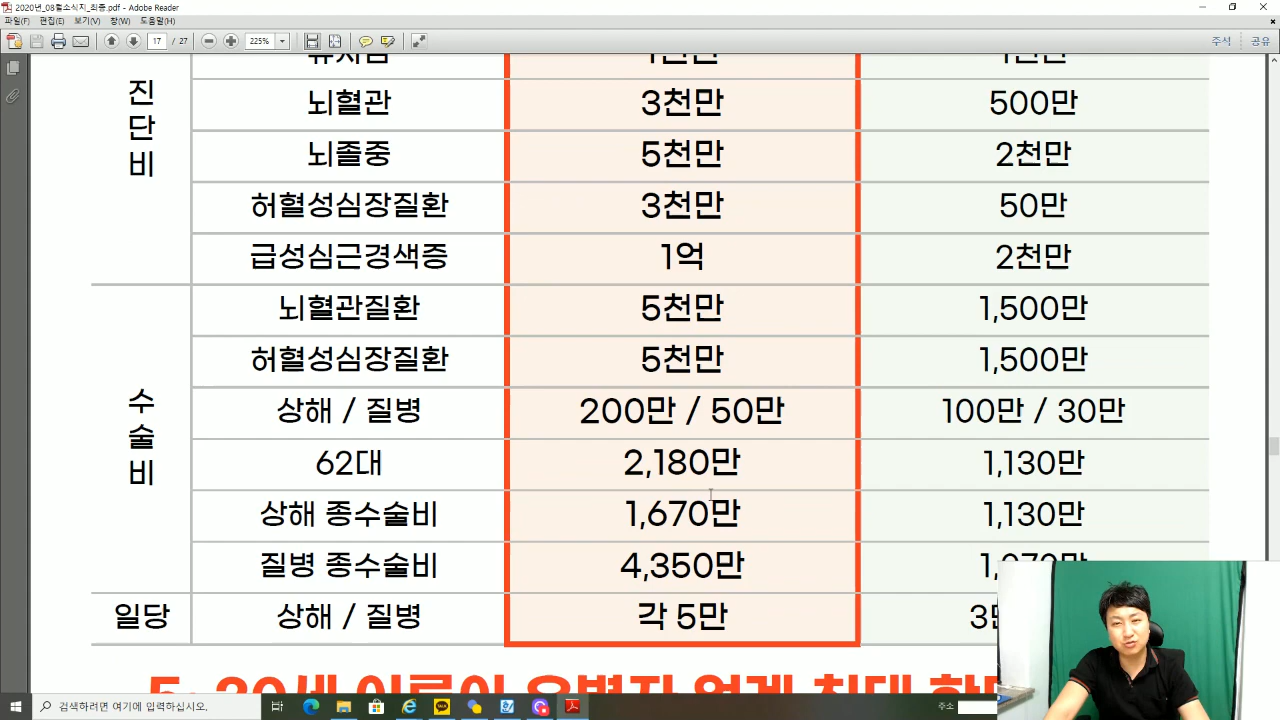 2020년_08월소식지_최종.pdf - Adobe Reader
파일(F) 편집(E) 보기(V) 창(W) 도움말(H)
17 / 27 225% 주석 공유
진단비
뇌혈관 3천만 500만
뇌졸중 5천만 2천만
허혈성심장질환 3천만 50만
급성심근경색증 1억 2천만
수술비
뇌혈관질환 5천만 1,500만
허혈성심장질환 5천만 1,500만
상해 / 질병 200만 / 50만 100만 / 30만
62대 2,180만 1,130만
상해 종수술비 1,670만 1,130만
질병 종수술비 4,350만
일당 상해 / 질병 각 5만
검색하려면 여기에 입력하십시오.
주소